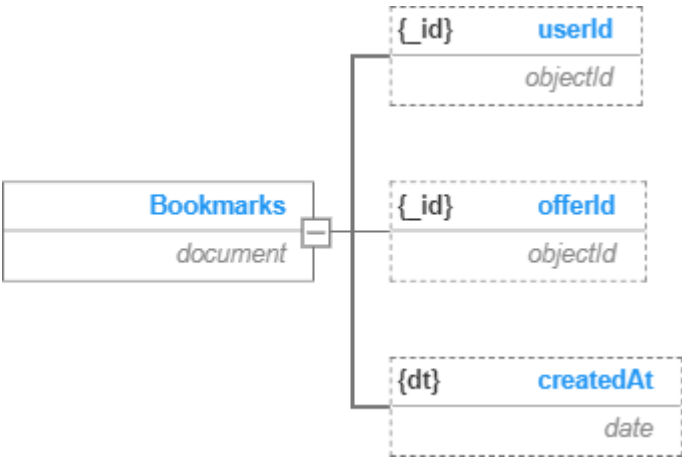 {_id} userId
objectId
Bookmarks
document
{_id} offerId
objectId
{dt} createdAt
date